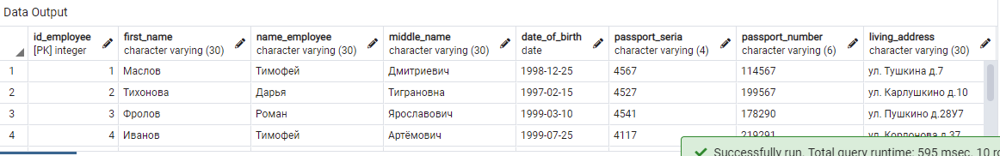 Data Output
id_employee first_name name_employee middle_name date_of_birth passport_seria passport_number living_address
[PK] integer character varying (30) character varying (30) character varying (30) date character varying (4) character varying (6) character varying (30)
1 1 Маслов Тимофей Дмитриевич 1998-12-25 4567 114567 ул. Тушкина д.7
2 2 Тихонова Дарья Тиграновна 1997-02-15 4527 199567 ул. Карлушкино д.10
3 3 Фролов Роман Ярославович 1999-03-10 4541 178290 ул. Пушкино д.28У7
4 4 Иванов Тимофей Артёмович 1999-07-25 4117 219291 ул. Кордонова д.37
Successfully run. Total query runtime: 595 msec. 10